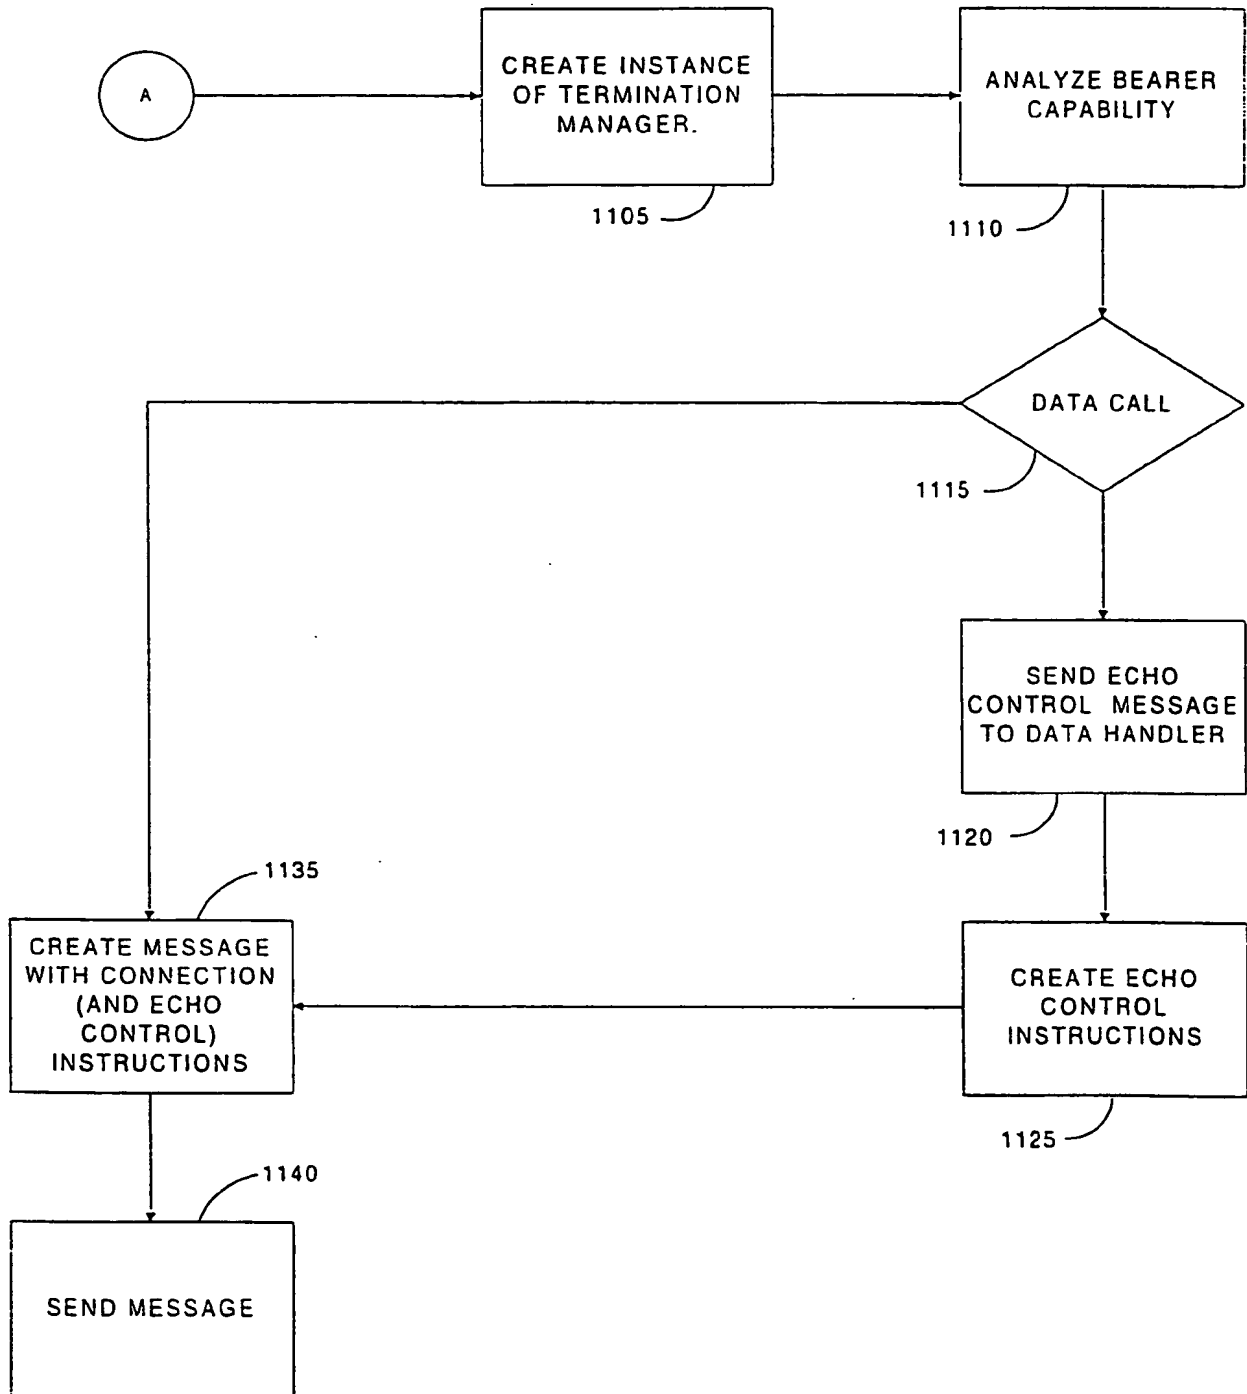 A
CREATE INSTANCE
OF TERMINATION
MANAGER.
1105
ANALYZE BEARER
CAPABILITY
1110
DATA CALL
1115
SEND ECHO
CONTROL MESSAGE
TO DATA HANDLER
1120
1135
CREATE MESSAGE
WITH CONNECTION
(AND ECHO
CONTROL)
INSTRUCTIONS
CREATE ECHO
CONTROL
INSTRUCTIONS
1125
1140
SEND MESSAGE